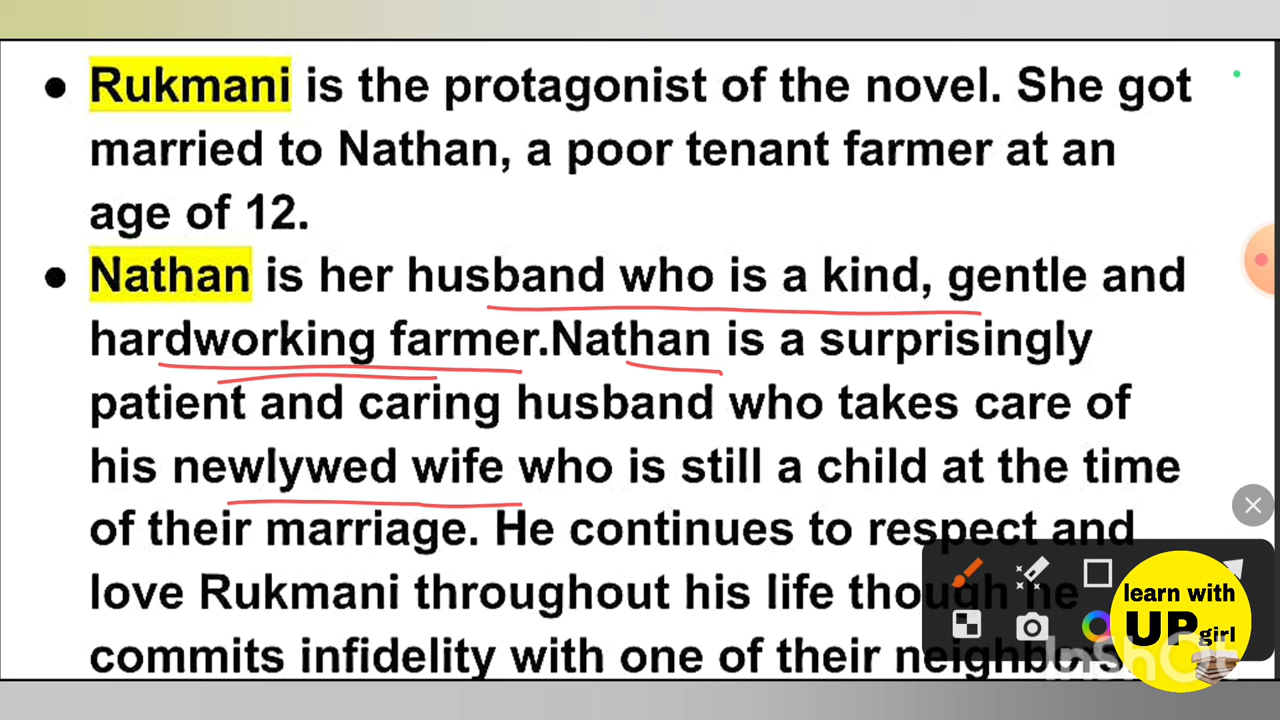 ● Rukmani is the protagonist of the novel. She got
married to Nathan, a poor tenant farmer at an
age of 12.
● Nathan is her husband who is a kind, gentle and
hardworking farmer.Nathan is a surprisingly
patient and caring husband who takes care of
his newlywed wife who is still a child at the time
of their marriage. He continues to respect and
love Rukmani throughout his life though he
commits infidelity with one of their neighbors
learn with
UP girl
InShOt